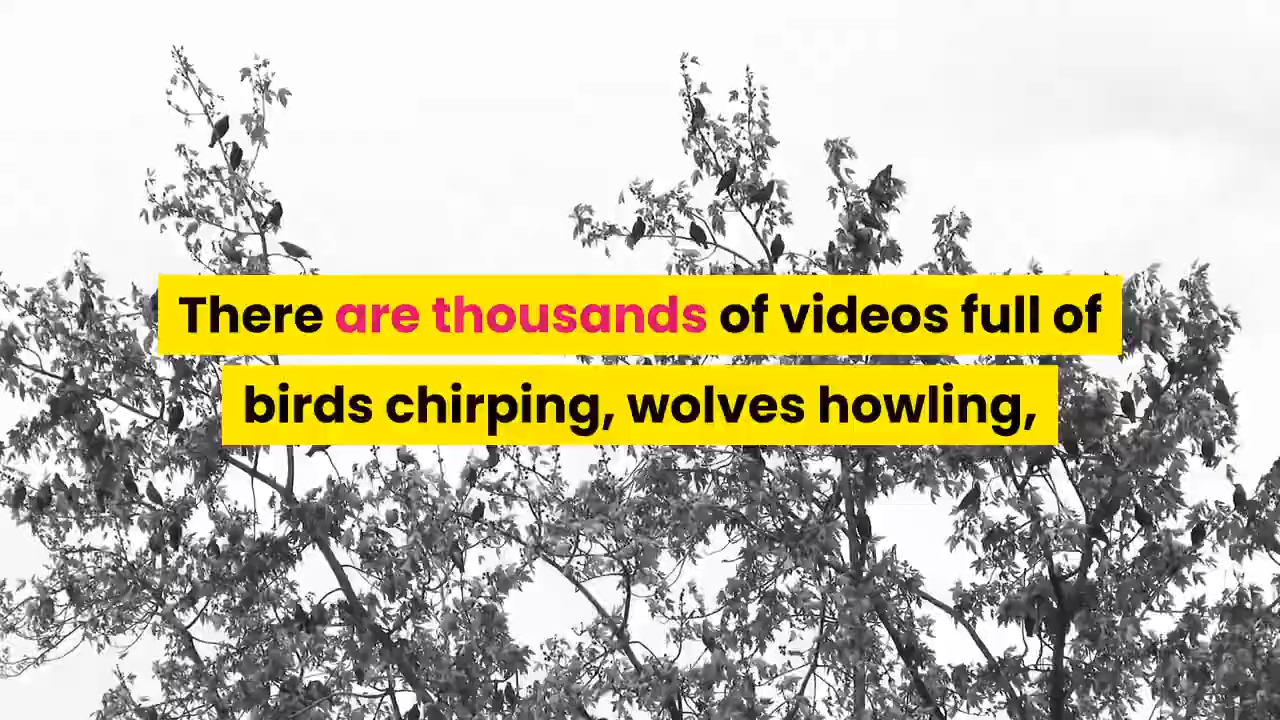 There are thousands of videos full of
birds chirping, wolves howling,